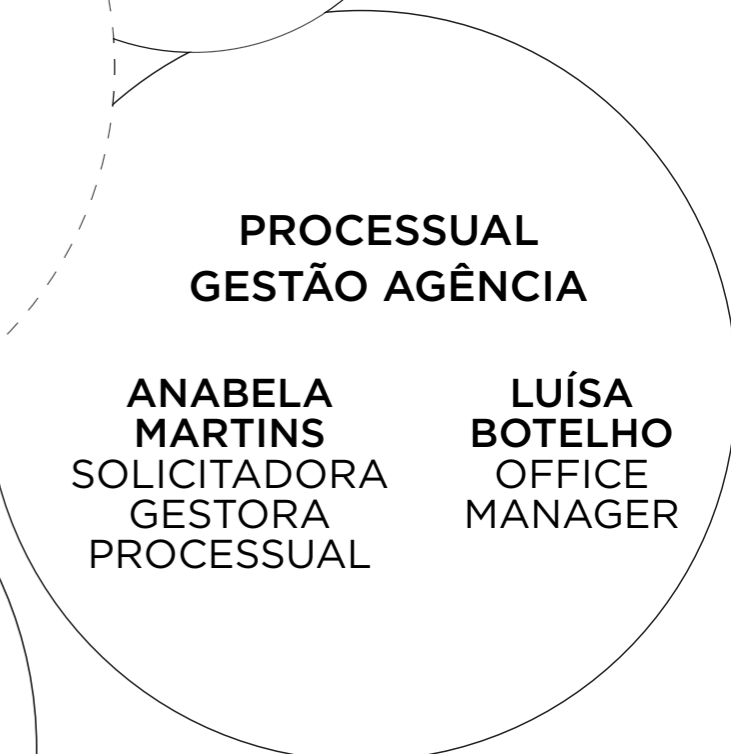 PROCESSUAL
GESTÃO AGÊNCIA
ANABELA
MARTINS
SOLICITADORA
GESTORA
PROCESSUAL
LUÍSA
BOTELHO
OFFICE
MANAGER